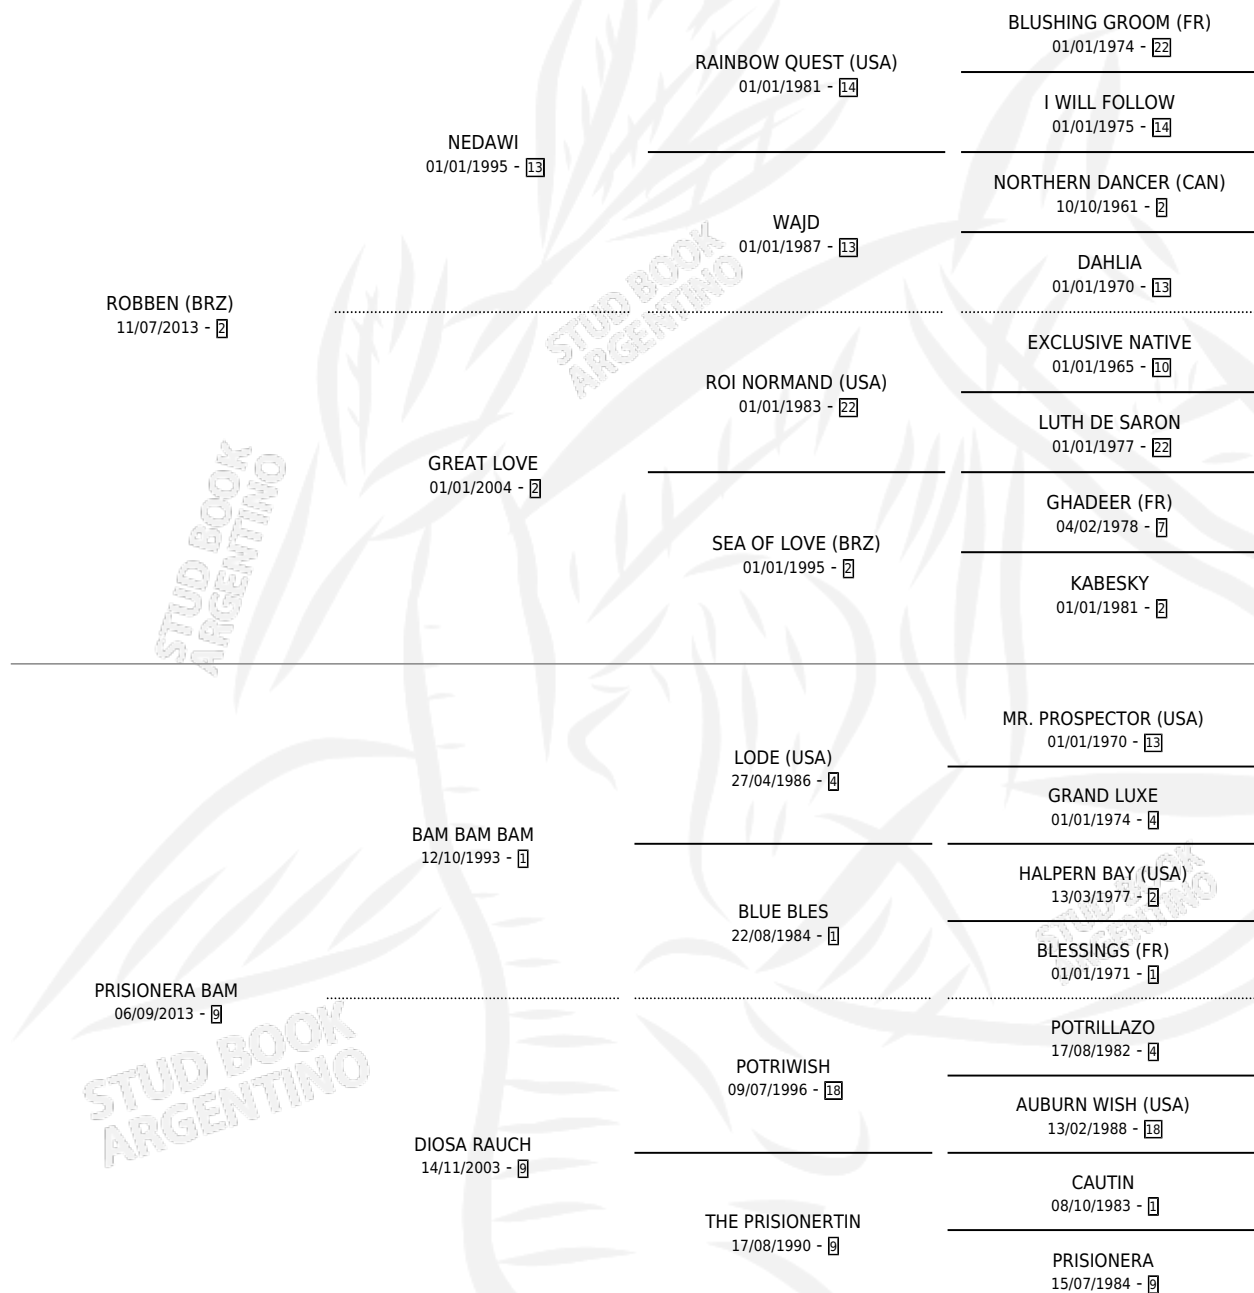 BLUSHING GROOM (FR)
01/01/1974 - 22
RAINBOW QUEST (USA)
01/01/1981 - 14
I WILL FOLLOW
01/01/1975 - 14
NEDAWI
01/01/1995 - 13
NORTHERN DANCER (CAN)
10/10/1961 - 2
WAJD
01/01/1987 - 13
DAHLIA
01/01/1970 - 13
ROBBEN (BRZ)
11/07/2013 - 2
EXCLUSIVE NATIVE
01/01/1965 - 10
ROI NORMAND (USA)
01/01/1983 - 22
LUTH DE SARON
01/01/1977 - 22
GREAT LOVE
01/01/2004 - 2
GHADEER (FR)
04/02/1978 - 7
SEA OF LOVE (BRZ)
01/01/1995 - 2
KABESKY
01/01/1981 - 2
MR. PROSPECTOR (USA)
01/01/1970 - 13
LODE (USA)
27/04/1986 - 4
GRAND LUXE
01/01/1974 - 4
BAM BAM BAM
12/10/1993 - 1
HALPERN BAY (USA)
13/03/1977 - 2
BLUE BLES
22/08/1984 - 1
BLESSINGS (FR)
01/01/1971 - 1
PRISIONERA BAM
06/09/2013 - 9
POTRILLAZO
17/08/1982 - 4
POTRIWISH
09/07/1996 - 18
AUBURN WISH (USA)
13/02/1988 - 18
DIOSA RAUCH
14/11/2003 - 9
CAUTIN
08/10/1983 - 1
THE PRISIONERTIN
17/08/1990 - 9
PRISIONERA
15/07/1984 - 9
STUD BOOK
ARGENTINO
STUD BOOK
ARGENTINO
STUD BOOK
ARGENTINO
STUD BOOK
ARGENTINO